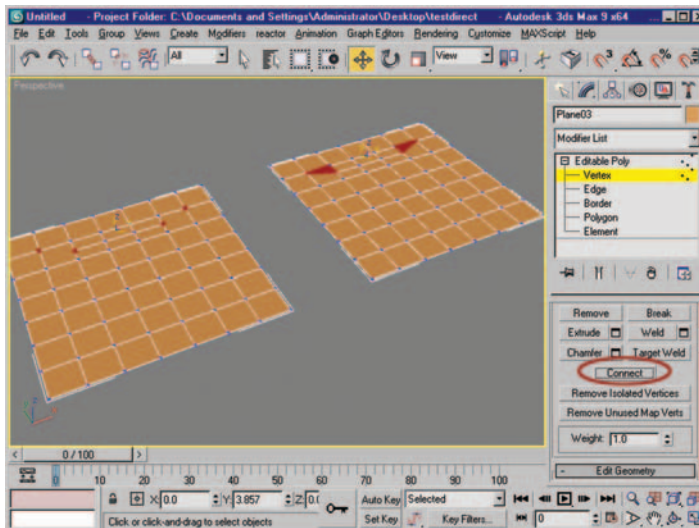 Untitled - Project Folder: C:\Documents and Settings\Administrator\Desktop\testdirect - Autodesk 3ds Max 9 x64
File Edit Tools Group Views Create Modifiers reactor Animation Graph Editors Rendering Customize MAXScript Help
All View
Perspective
Plane03
Modifier List
Editable Poly
Vertex
Edge
Border
Polygon
Element
Remove Break
Extrude Weld
Chamfer Target Weld
Connect
Remove Isolated Vertices
Remove Unused Map Verts
Weight: 1.0
- Edit Geometry
z
z
0 / 100
0 10 20 30 40 50 60 70 80 90 100
X: 0.0 Y: 3.857 Z: Auto Key Selected
Click or click-and-drag to select objects Set Key Key Filters... 0